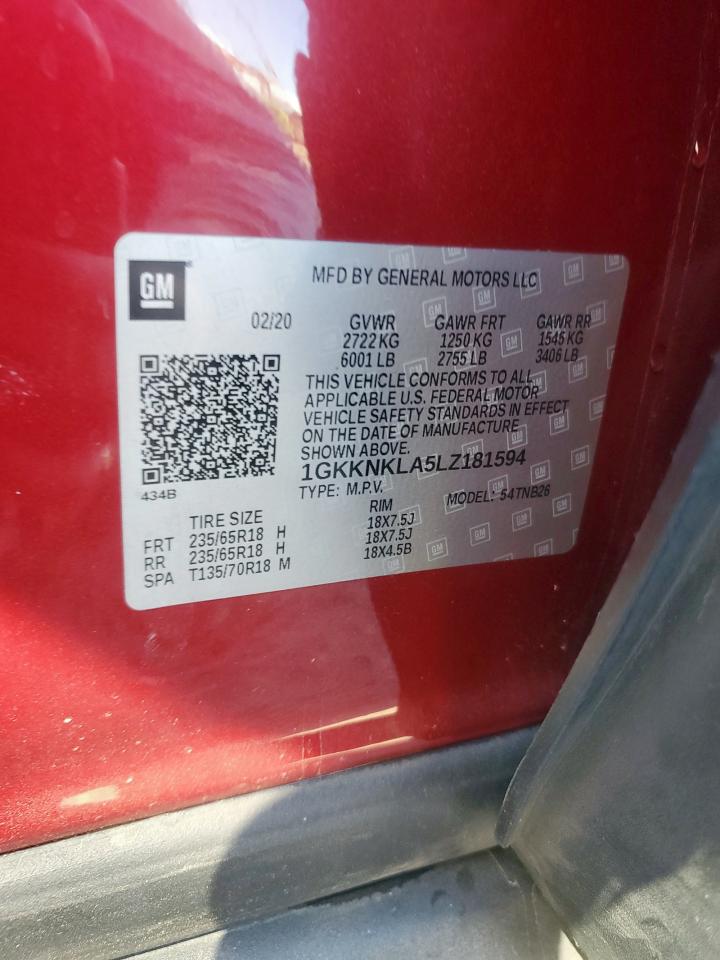 GM
MFD BY GENERAL MOTORS LLC
02/20 GVWR GAWR FRT GAWR RR
2722 KG 1250 KG 1545 KG
6001 LB 2755 LB 3406 LB
THIS VEHICLE CONFORMS TO ALL
APPLICABLE U.S. FEDERAL MOTOR
VEHICLE SAFETY STANDARDS IN EFFECT
ON THE DATE OF MANUFACTURE
SHOWN ABOVE.
1GKKNKLA5LZ181594
434B
TYPE: M.P.V. MODEL: 54TNB26
TIRE SIZE RIM
FRT 235/65R18 H 18X7.5J
RR 235/65R18 H 18X7.5J
SPA T135/70R18 M 18X4.5B